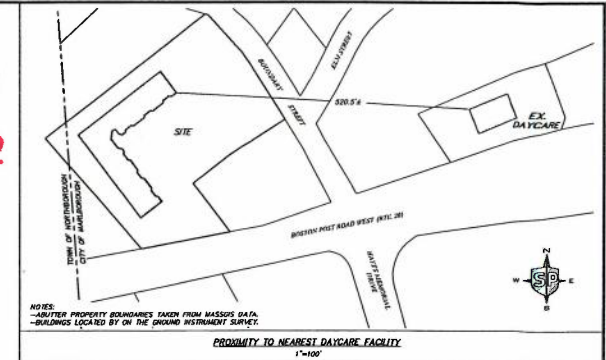 BOUNDARY STREET
ELM STREET
520.5'±
SITE
EX.
DAYCARE
TOWN OF NORTHBOROUGH
CITY OF MARLBOROUGH
BOSTON POST ROAD WEST (RTE. 20)
HAYES MEMORIAL
DRIVE
N
W
SP
E
S
NOTES:
-ABUTTER PROPERTY BOUNDARIES TAKEN FROM MASSGIS DATA.
-BUILDINGS LOCATED BY ON THE GROUND INSTRUMENT SURVEY.
PROXIMITY TO NEAREST DAYCARE FACILITY
1"=100'